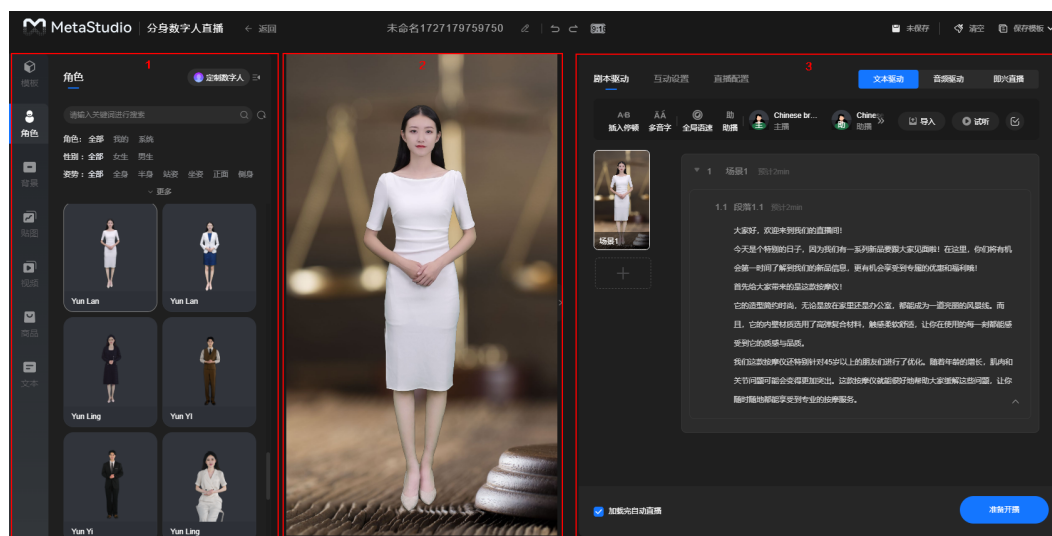 MetaStudio 分身数字人直播 ← 返回 未命名1727179759750 9:16 未保存 清空 保存模板
1 2 3
模板
角色
背景
贴图
视频
商品
文本
角色 定制数字人
请输入关键词进行搜索
角色: 全部 我的 系统
性别: 全部 女生 男生
姿势: 全部 全身 半身 站姿 坐姿 正面 侧身
更多
Yun Lan Yun Lan
Yun Ling Yun YI
Yun Yi Yun Ling
剧本驱动 互动设置 直播配置 文本驱动 音频驱动 即兴直播
插入停顿 多音字 全局语速 助播 Chinese br... 主播 Chine 助播 导入 试听
场景1
1 场景1 预计2min
1.1 段落1.1 预计2min
大家好，欢迎来到我们的直播间!
今天是个特别的日子，因为我们有一系列新品要跟大家见面啦！在这里，你们将有机
会第一时间了解到我们的新品信息，更有机会享受到专属的优惠和福利哦!
首先给大家带来的是这款按摩仪!
它的造型简约时尚，无论是放在家里还是办公室，都能成为一道亮丽的风景线。而
且，它的内壁材质选用了高弹复合材料，触感柔软舒适，让你在使用的每一刻都能感
受到它的质感与品质。
我们这款按摩仪还特别针对45岁以上的朋友们进行了优化。随着年龄的增长，肌肉和
关节问题可能会变得更加突出。这款按摩仪就能很好地帮助大家缓解这些问题，让你
随时随地都能享受到专业的按摩服务。
加载完自动直播 准备开播